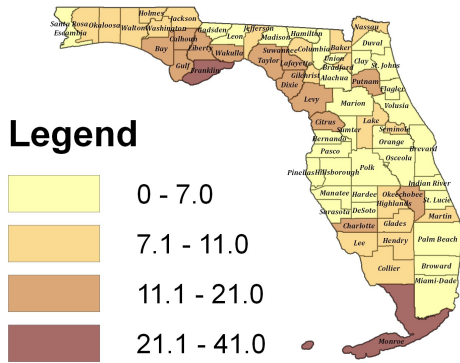 Holmes
Jackson
Santa Rosa
Okaloosa
Walton
Washington
Escambia
Bay
Calhoun
Gulf
Liberty
Gadsden
Leon
Wakulla
Franklin
Jefferson
Madison
Taylor
Hamilton
Suwannee
Lafayette
Dixie
Columbia
Gilchrist
Levy
Baker
Union
Bradford
Alachua
Nassau
Duval
Clay
St. Johns
Putnam
Flagler
Marion
Volusia
Citrus
Lake
Sumter
Seminole
Hernando
Orange
Pasco
Brevard
Osceola
Pinellas
Hillsborough
Polk
Indian River
Manatee
Hardee
Okeechobee
Highlands
St. Lucie
Sarasota
DeSoto
Martin
Charlotte
Glades
Lee
Hendry
Palm Beach
Collier
Broward
Miami-Dade
Monroe
Legend
0 - 7.0
7.1 - 11.0
11.1 - 21.0
21.1 - 41.0